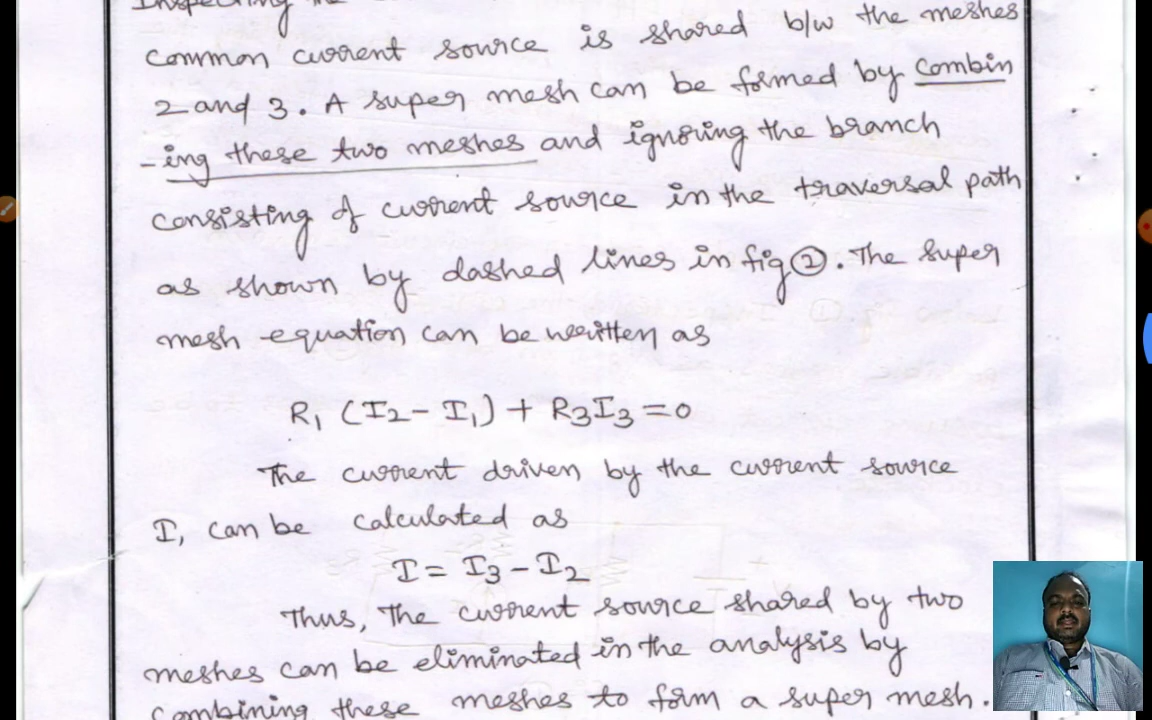 Inspecting the
common current source is shared b/w the meshes
2 and 3. A super mesh can be formed by combin
-ing these two meshes and ignoring the branch
consisting of current source in the traversal path
as shown by dashed lines in fig ②. The super
mesh equation can be written as
R₁ (I₂ - I₁) + R₃I₃ = 0
The current driven by the current source
I, can be calculated as
I = I₃ - I₂
Thus, the current source shared by two
meshes can be eliminated in the analysis by
combining these meshes to form a super mesh.